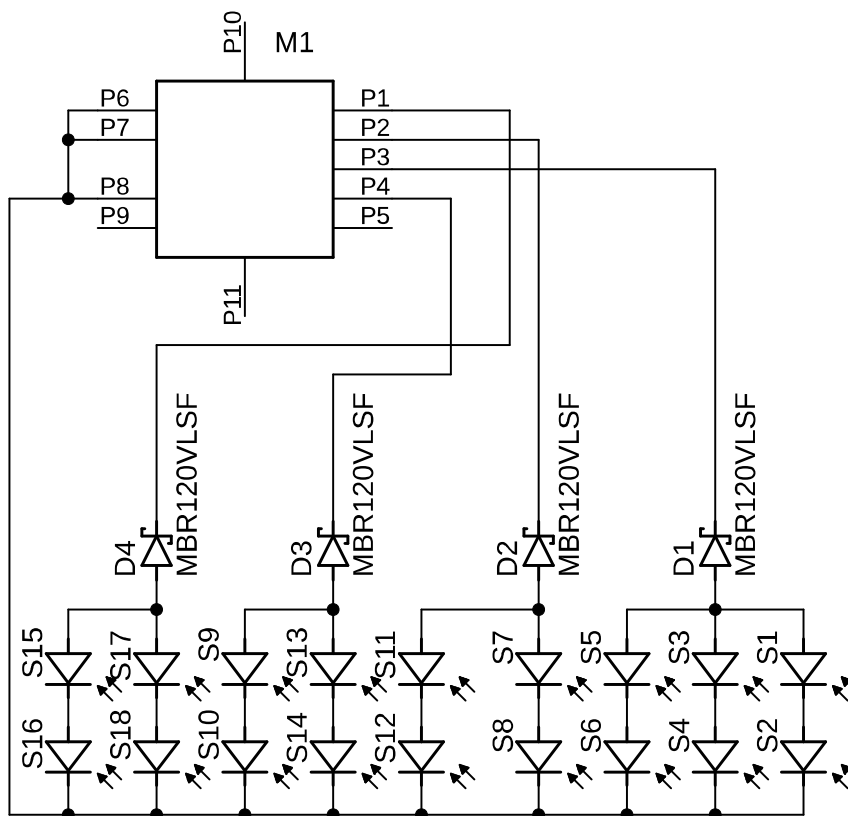 P10
M1
P6
P1
P7
P2
P3
P8
P4
P9
P5
P11
D4
MBR120VLSF
D3
MBR120VLSF
D2
MBR120VLSF
D1
MBR120VLSF
S15
S17
S9
S13
S11
S7
S5
S3
S1
S16
S18
S10
S14
S12
S8
S6
S4
S2